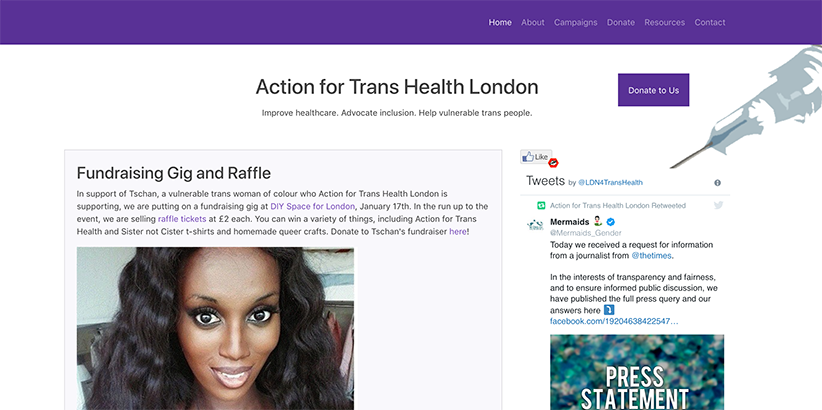 Home About Campaigns Donate Resources Contact
Action for Trans Health London
Donate to Us
Improve healthcare. Advocate inclusion. Help vulnerable trans people.
Fundraising Gig and Raffle
In support of Tschan, a vulnerable trans woman of colour who Action for Trans Health London is
supporting, we are putting on a fundraising gig at DIY Space for London, January 17th. In the run up to the
event, we are selling raffle tickets at £2 each. You can win a variety of things, including Action for Trans
Health and Sister not Cister t-shirts and homemade queer crafts. Donate to Tschan's fundraiser here!
Like
Tweets by @LDN4TransHealth
Action for Trans Health London Retweeted
Mermaids
@Mermaids_Gender
Today we received a request for information
from a journalist from @thetimes.
In the interests of transparency and fairness,
and to ensure informed public discussion, we
have published the full press query and our
answers here ⤵️
facebook.com/19204638422547…
PRESS
STATEMENT